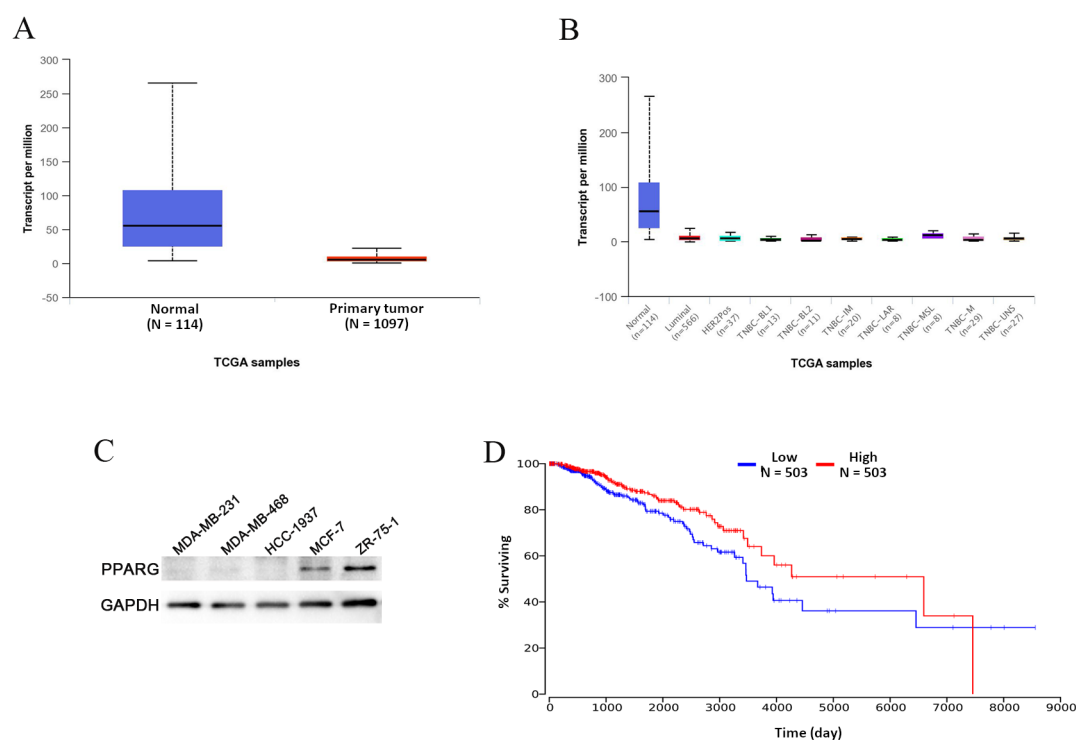 A
300
250
200
150
100
50
0
-50
Transcript per million
Normal
(N = 114)
Primary tumor
(N = 1097)
TCGA samples
B
300
200
100
0
-100
Transcript per million
Normal
(n=114)
Luminal
(n=566)
HER2Pos
(n=37)
TNBC-BL1
(n=13)
TNBC-BL2
(n=11)
TNBC-IM
(n=20)
TNBC-LAR
(n=8)
TNBC-MSL
(n=8)
TNBC-M
(n=29)
TNBC-UNS
(n=27)
TCGA samples
C
MDA-MB-231
MDA-MB-468
HCC-1937
MCF-7
ZR-75-1
PPARG
GAPDH
D
Low
N = 503
High
N = 503
100
80
60
40
20
0
% Surviving
0 1000 2000 3000 4000 5000 6000 7000 8000 9000
Time (day)